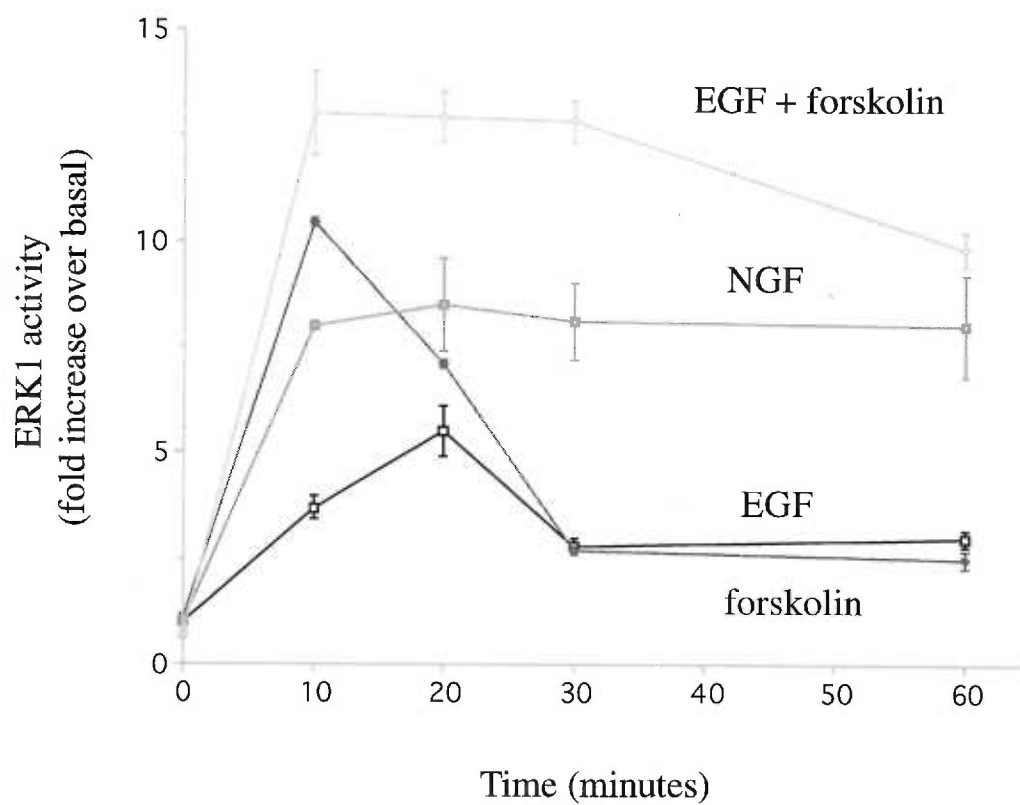 15
EGF + forskolin
10
NGF
ERK1 activity
(fold increase over basal)
5
EGF
forskolin
0
0 10 20 30 40 50 60
Time (minutes)